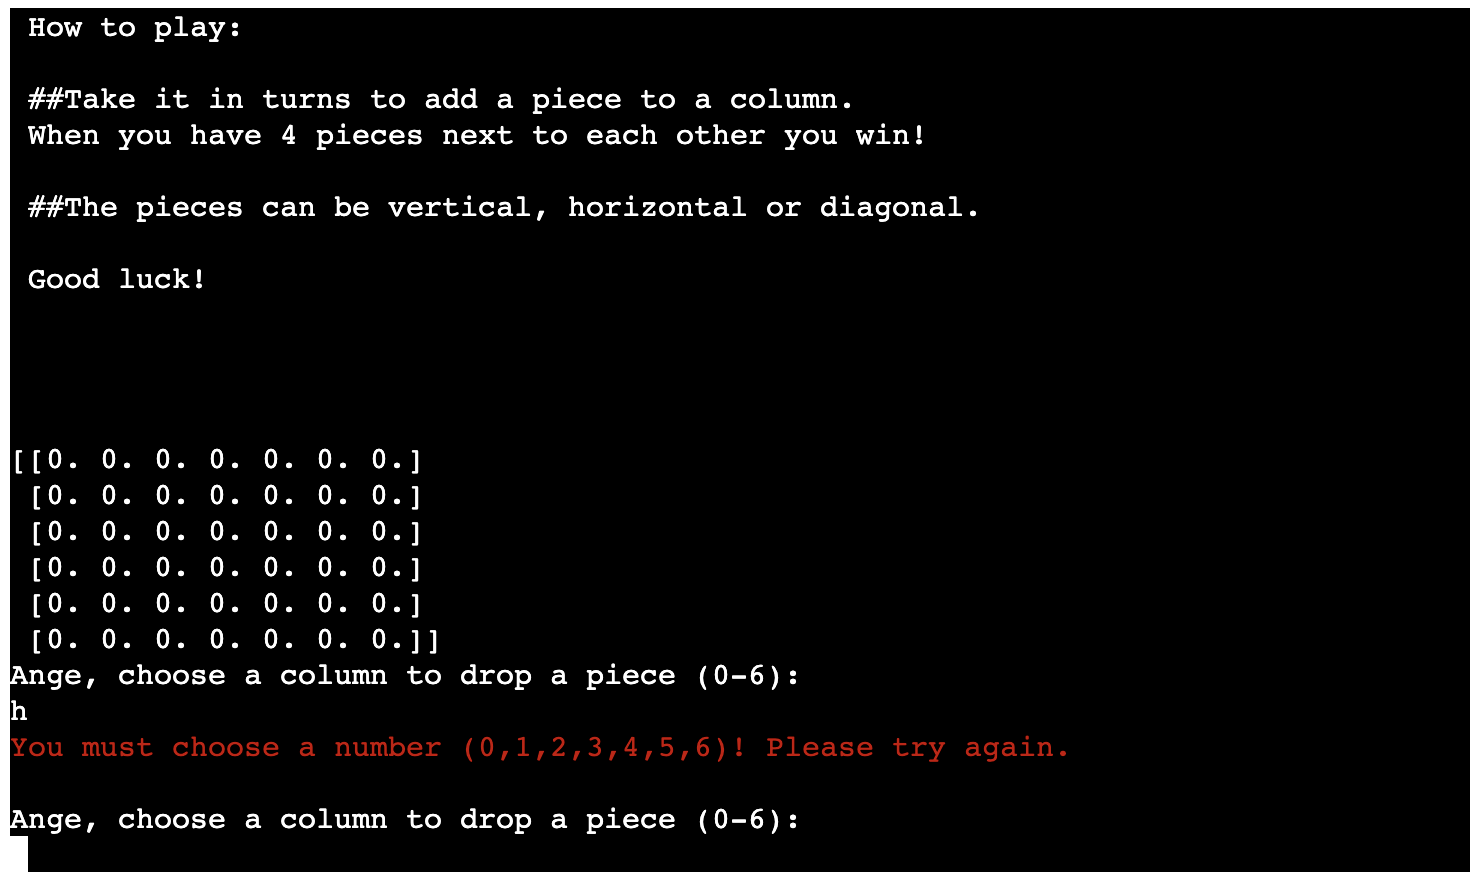 How to play:
##Take it in turns to add a piece to a column.
When you have 4 pieces next to each other you win!
##The pieces can be vertical, horizontal or diagonal.
Good luck!
[[0. 0. 0. 0. 0. 0. 0.]
[0. 0. 0. 0. 0. 0. 0.]
[0. 0. 0. 0. 0. 0. 0.]
[0. 0. 0. 0. 0. 0. 0.]
[0. 0. 0. 0. 0. 0. 0.]
[0. 0. 0. 0. 0. 0. 0.]]
Ange, choose a column to drop a piece (0-6):
h
You must choose a number (0,1,2,3,4,5,6)! Please try again.
Ange, choose a column to drop a piece (0-6):